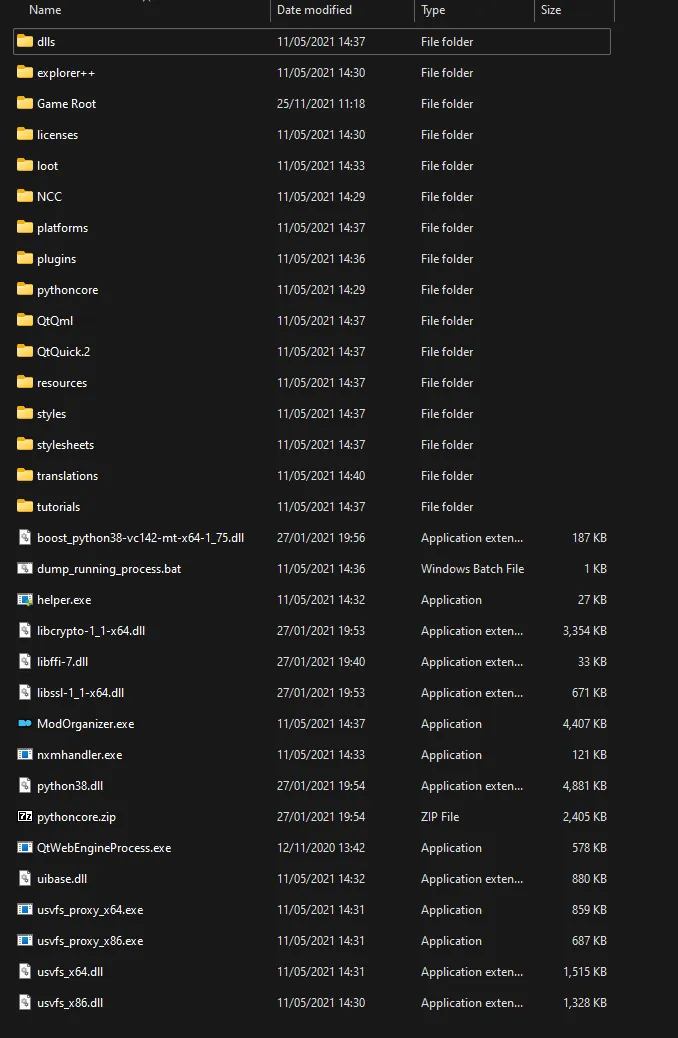 Name Date modified Type Size
dlls 11/05/2021 14:37 File folder
explorer++ 11/05/2021 14:30 File folder
Game Root 25/11/2021 11:18 File folder
licenses 11/05/2021 14:30 File folder
loot 11/05/2021 14:33 File folder
NCC 11/05/2021 14:29 File folder
platforms 11/05/2021 14:37 File folder
plugins 11/05/2021 14:36 File folder
pythoncore 11/05/2021 14:29 File folder
QtQml 11/05/2021 14:37 File folder
QtQuick.2 11/05/2021 14:37 File folder
resources 11/05/2021 14:37 File folder
styles 11/05/2021 14:37 File folder
stylesheets 11/05/2021 14:37 File folder
translations 11/05/2021 14:40 File folder
tutorials 11/05/2021 14:37 File folder
boost_python38-vc142-mt-x64-1_75.dll 27/01/2021 19:56 Application exten... 187 KB
dump_running_process.bat 11/05/2021 14:36 Windows Batch File 1 KB
helper.exe 11/05/2021 14:32 Application 27 KB
libcrypto-1_1-x64.dll 27/01/2021 19:53 Application exten... 3,354 KB
libffi-7.dll 27/01/2021 19:40 Application exten... 33 KB
libssl-1_1-x64.dll 27/01/2021 19:53 Application exten... 671 KB
ModOrganizer.exe 11/05/2021 14:37 Application 4,407 KB
nxmhandler.exe 11/05/2021 14:33 Application 121 KB
python38.dll 27/01/2021 19:54 Application exten... 4,881 KB
pythoncore.zip 27/01/2021 19:54 ZIP File 2,405 KB
QtWebEngineProcess.exe 12/11/2020 13:42 Application 578 KB
uibase.dll 11/05/2021 14:32 Application exten... 880 KB
usvfs_proxy_x64.exe 11/05/2021 14:31 Application 859 KB
usvfs_proxy_x86.exe 11/05/2021 14:31 Application 687 KB
usvfs_x64.dll 11/05/2021 14:31 Application exten... 1,515 KB
usvfs_x86.dll 11/05/2021 14:30 Application exten... 1,328 KB